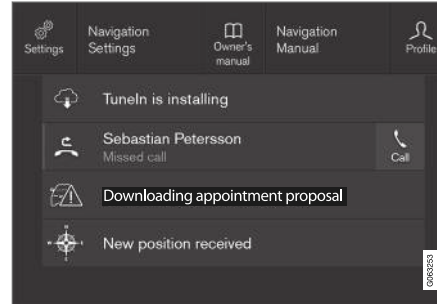 Settings
Navigation
Settings
Owner's
manual
Navigation
Manual
Profile
TuneIn is installing
Sebastian Petersson
Missed call
Call
Downloading appointment proposal
New position received
G063253